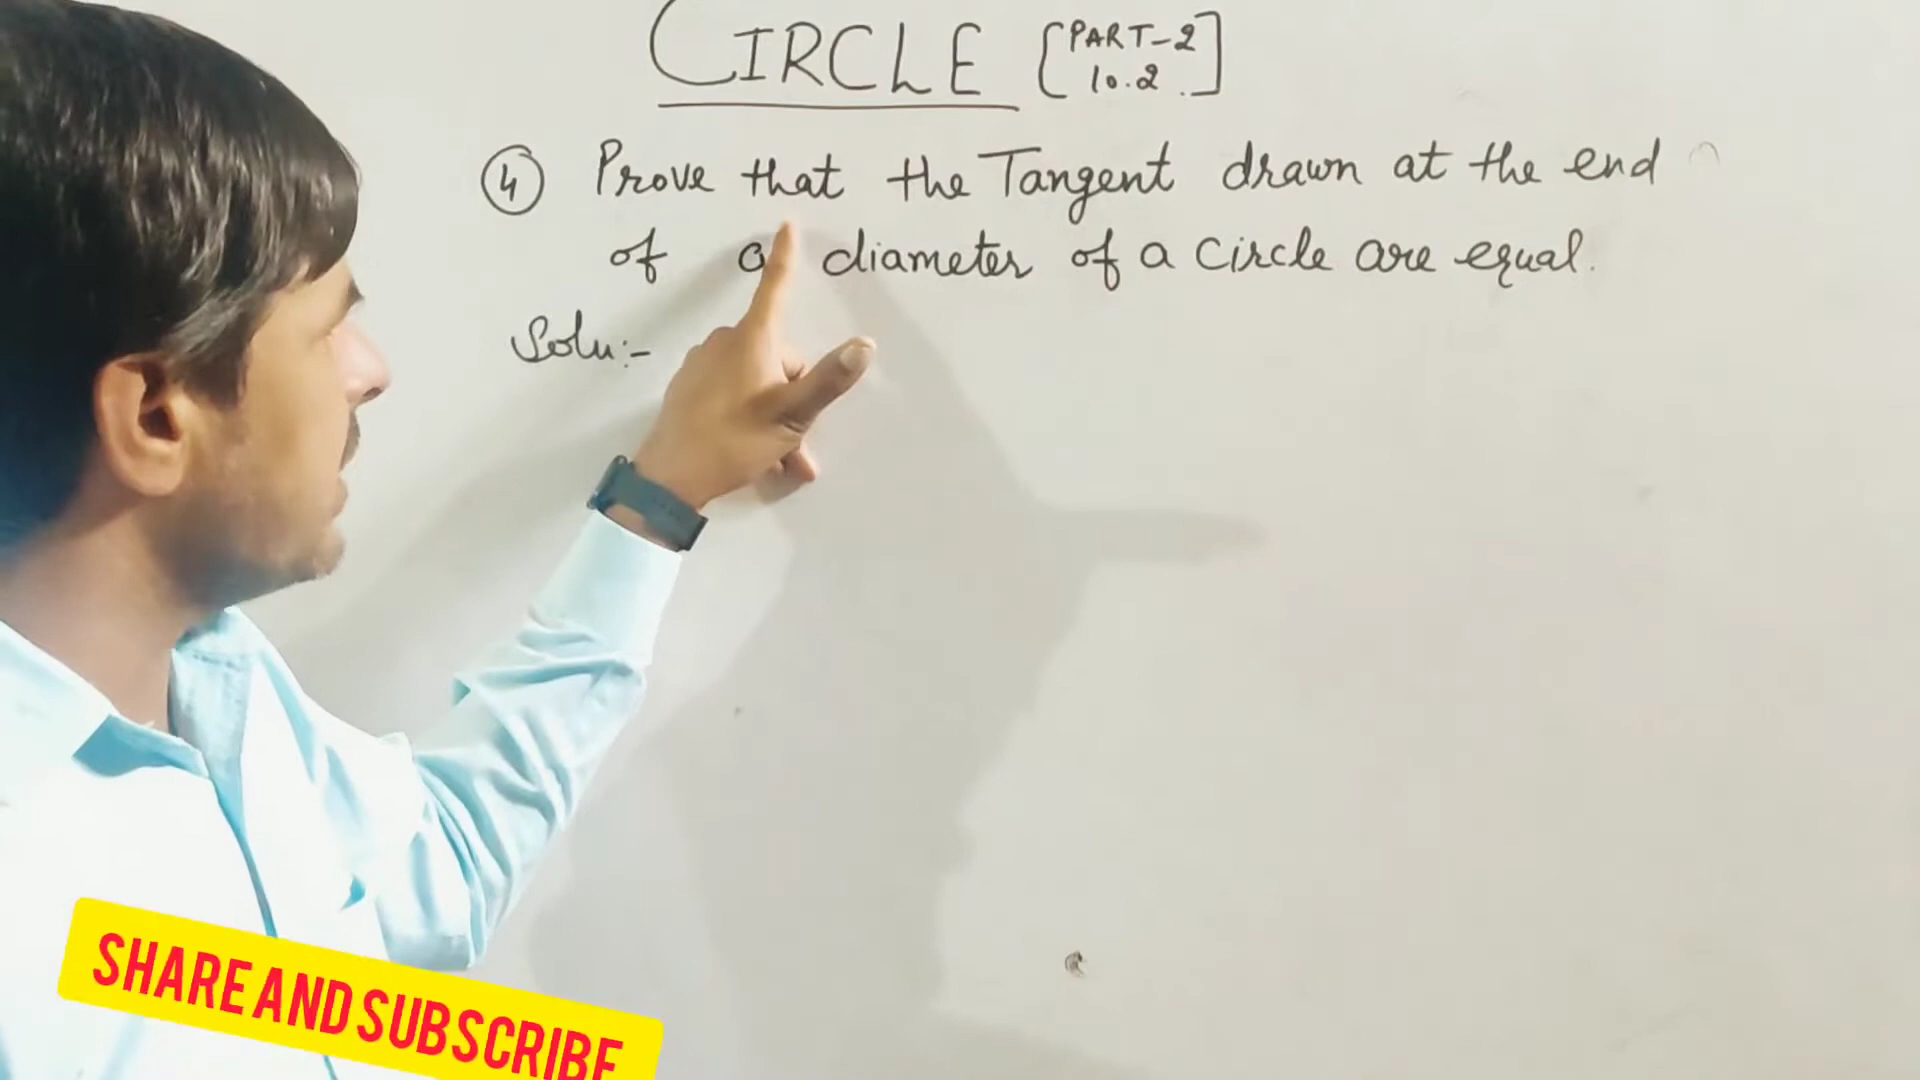 CIRCLE [PART-2
10.2.]
④ Prove that the Tangent drawn at the end
of a diameter of a circle are equal.
Solu:-
SHARE AND SUBSCRIBE